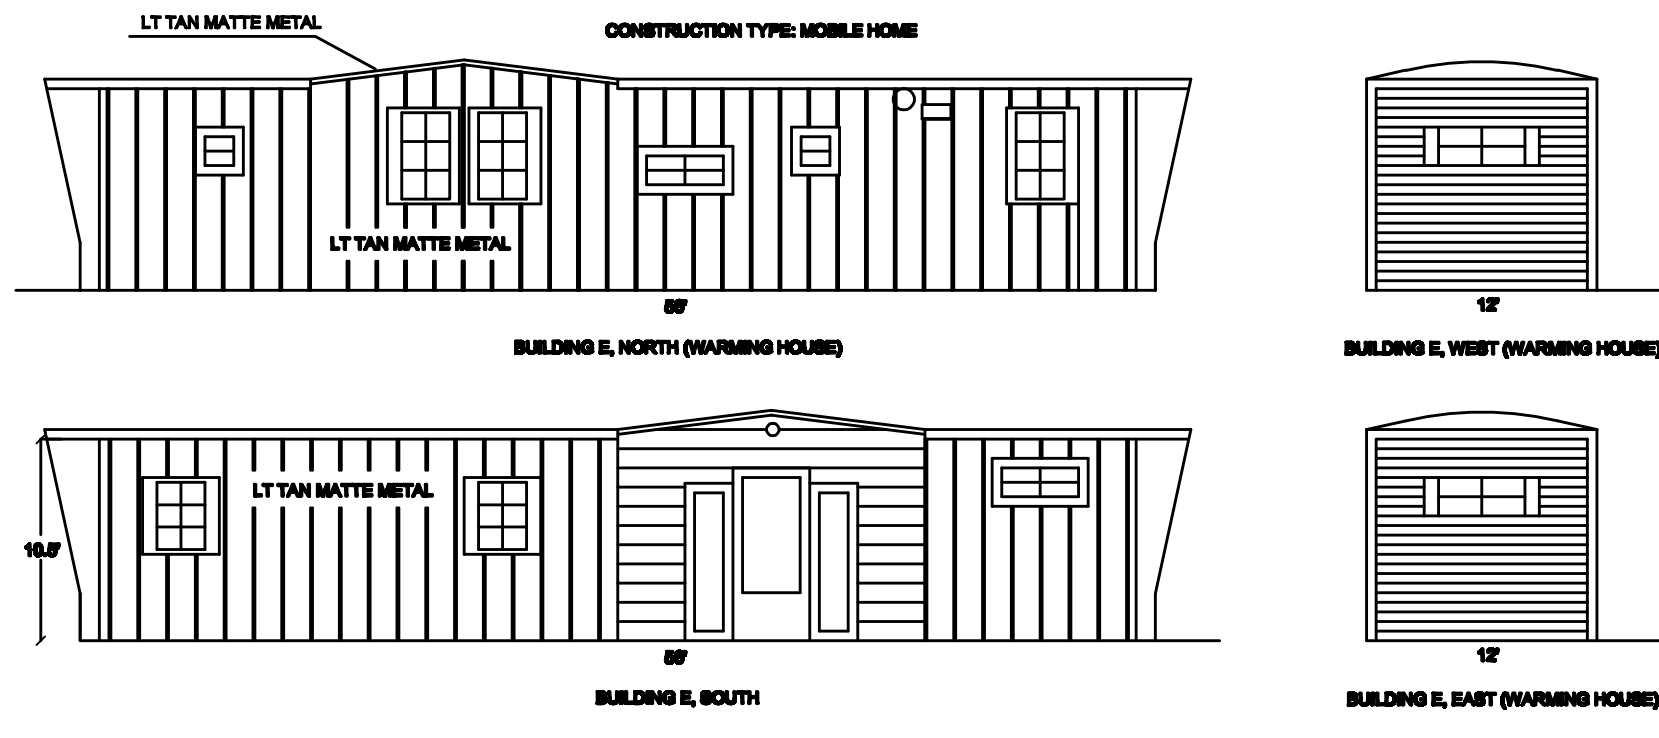 LT TAN MATTE METAL
CONSTRUCTION TYPE: MOBILE HOME
LT TAN MATTE METAL
56'
12'
BUILDING E, NORTH (WARMING HOUSE)
BUILDING E, WEST (WARMING HOUSE)
LT TAN MATTE METAL
10.5'
56'
12'
BUILDING E, SOUTH
BUILDING E, EAST (WARMING HOUSE)